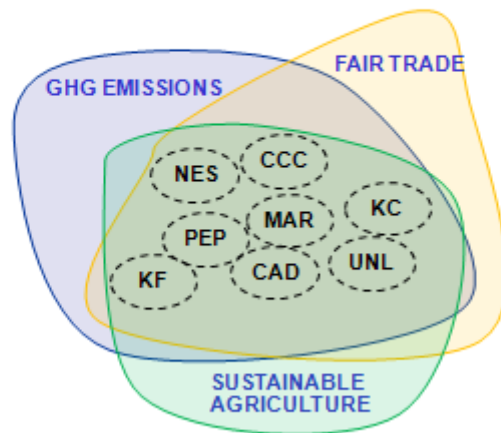 FAIR TRADE
GHG EMISSIONS
CCC
NES
KC
MAR
PEP
UNL
CAD
KF
SUSTAINABLE
AGRICULTURE